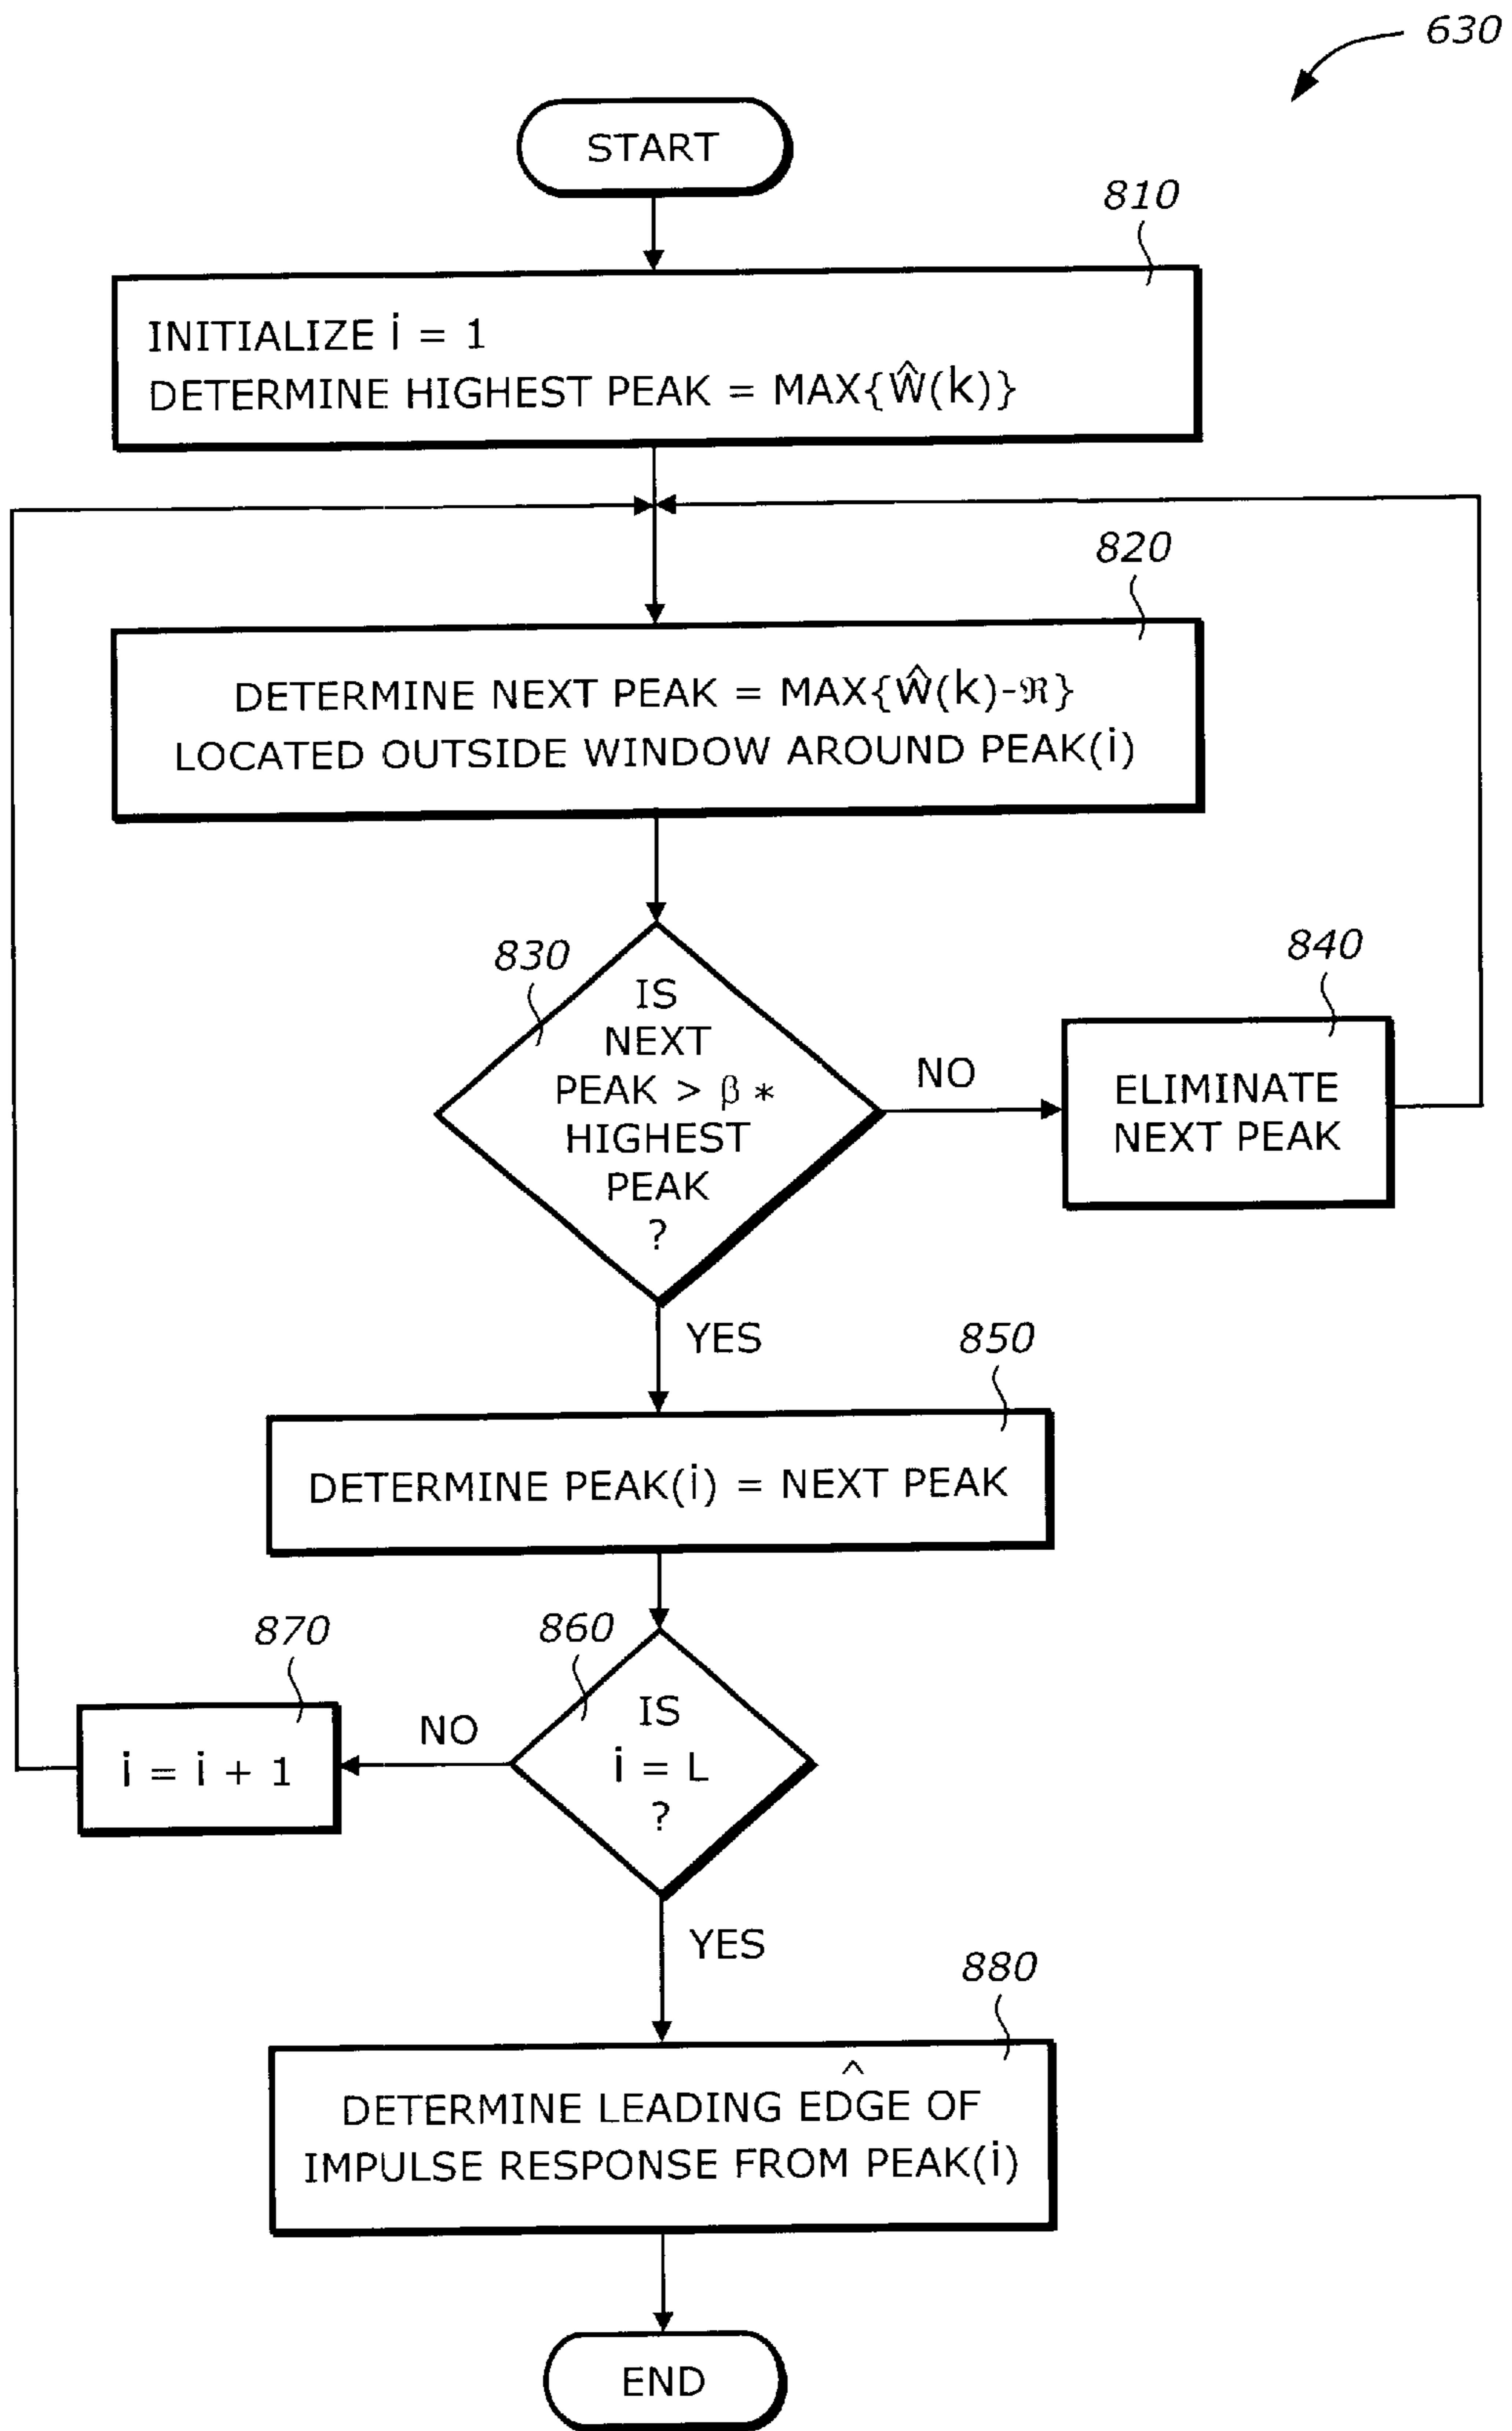 630
START
810
INITIALIZE i = 1
DETERMINE HIGHEST PEAK = MAX{Ŵ(k)}
820
DETERMINE NEXT PEAK = MAX{Ŵ(k)-ℜ}
LOCATED OUTSIDE WINDOW AROUND PEAK(i)
830
IS
NEXT
PEAK > β *
HIGHEST
PEAK
?
NO
840
ELIMINATE
NEXT PEAK
YES
850
DETERMINE PEAK(i) = NEXT PEAK
860
IS
i = L
?
NO
870
i = i + 1
YES
880
^
DETERMINE LEADING EDGE OF
IMPULSE RESPONSE FROM PEAK(i)
END